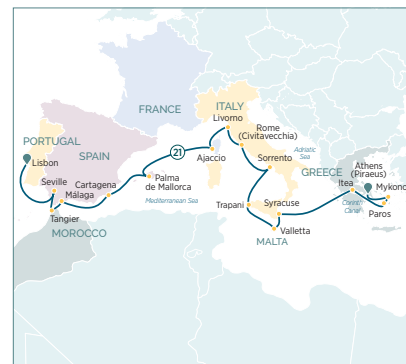 FRANCE
ITALY
Livorno
Rome
(Civitavecchia)
Adriatic
Sea
PORTUGAL
Lisbon
SPAIN
21
Ajaccio
Sorrento
GREECE
Athens
(Piraeus)
Itea
Mykono
Seville
Málaga
Cartagena
Palma
de Mallorca
Mediterranean Sea
Trapani
Syracuse
Corinth
Canal
Paros
Tangier
MOROCCO
Valletta
MALTA